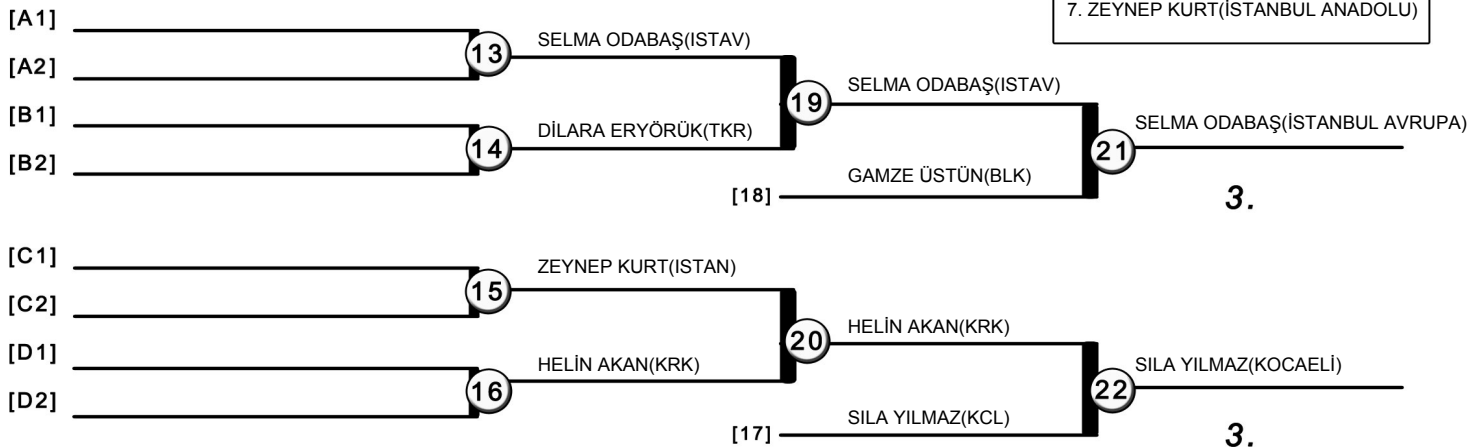 7. ZEYNEP KURT(İSTANBUL ANADOLU)
[A1]
13
SELMA ODABAŞ(ISTAV)
[A2]
19
SELMA ODABAŞ(ISTAV)
[B1]
14
DİLARA ERYÖRÜK(TKR)
[B2]
21
SELMA ODABAŞ(İSTANBUL AVRUPA)
GAMZE ÜSTÜN(BLK)
[18]
3.
[C1]
15
ZEYNEP KURT(ISTAN)
[C2]
20
HELİN AKAN(KRK)
[D1]
16
HELİN AKAN(KRK)
[D2]
22
SILA YILMAZ(KOCAELİ)
SILA YILMAZ(KCL)
[17]
3.